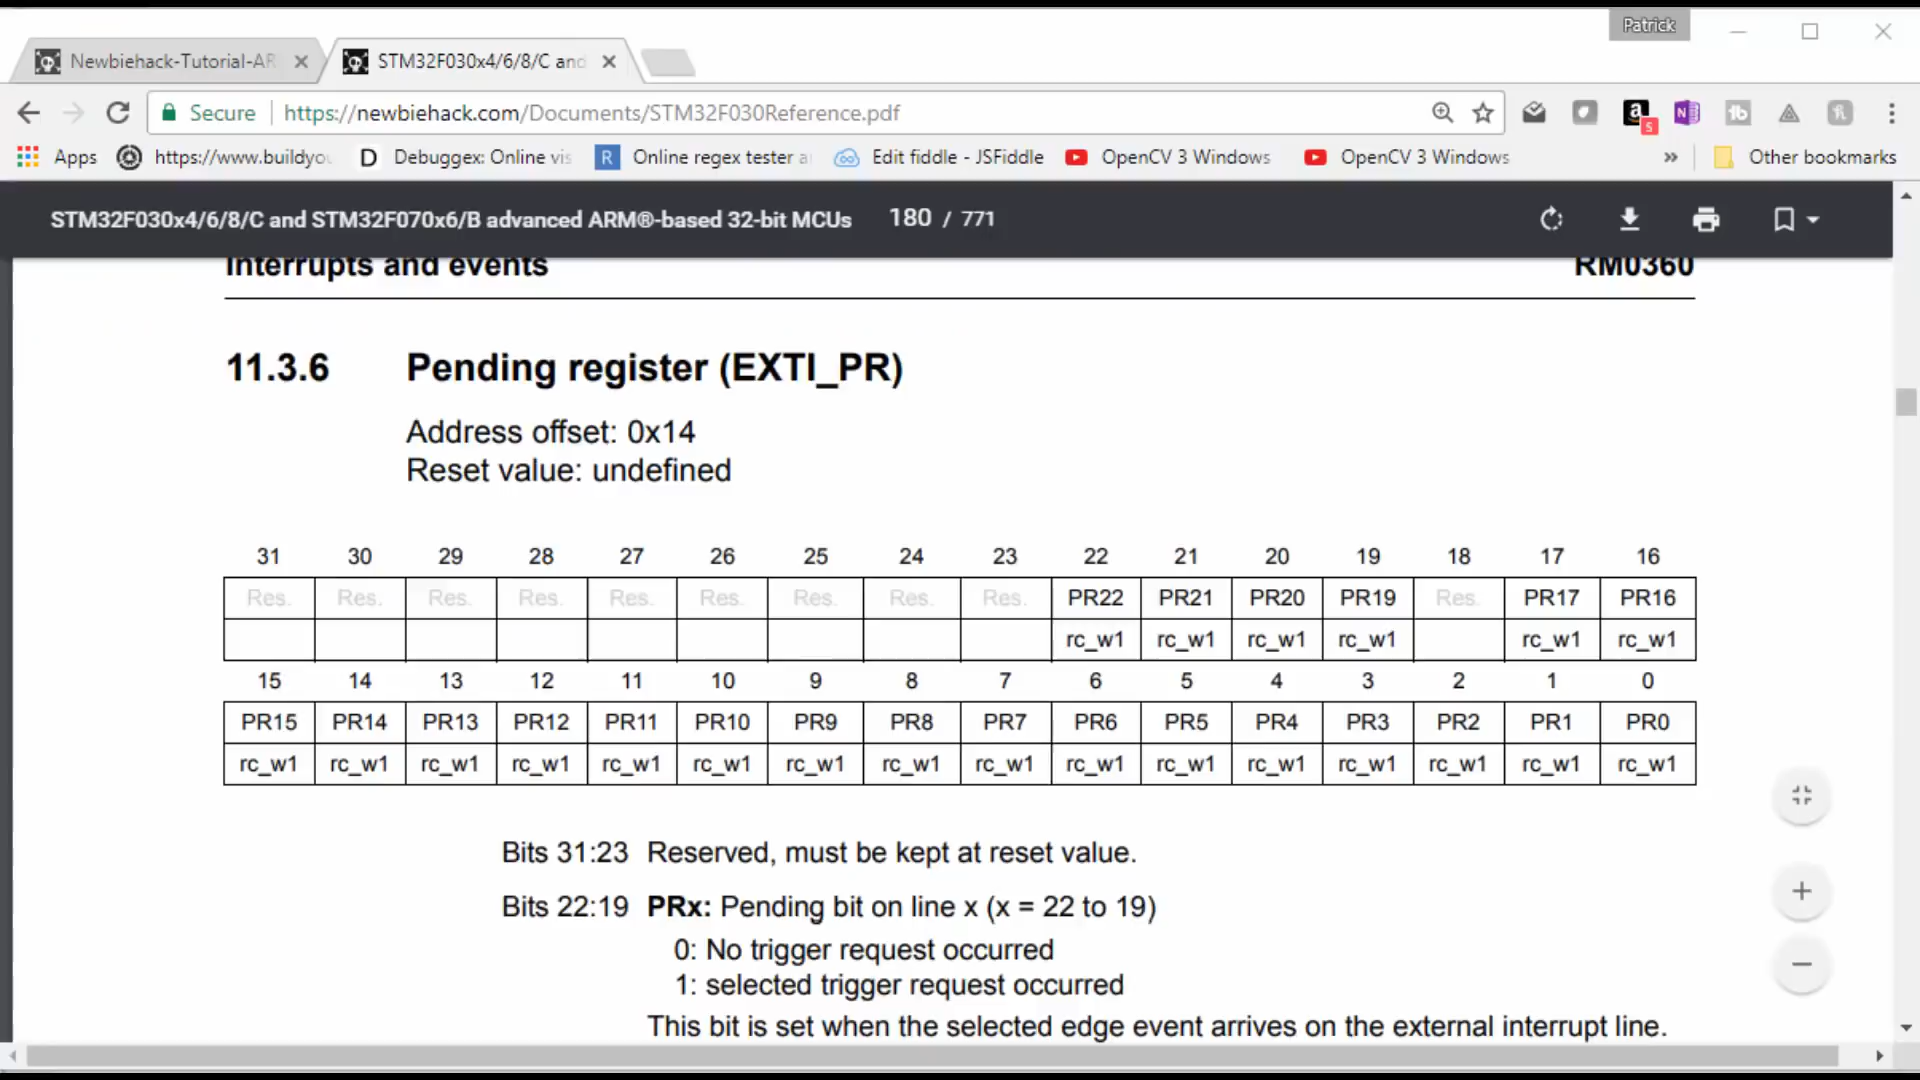 Patrick
Newbiehack-Tutorial-AR
STM32F030x4/6/8/C and
Secure https://newbiehack.com/Documents/STM32F030Reference.pdf
Apps https://www.buildyo Debuggex: Online vis Online regex tester a Edit fiddle - JSFiddle OpenCV 3 Windows OpenCV 3 Windows » Other bookmarks
STM32F030x4/6/8/C and STM32F070x6/B advanced ARM®-based 32-bit MCUs 180 / 771
Interrupts and events RM0360
11.3.6 Pending register (EXTI_PR)
Address offset: 0x14
Reset value: undefined
31 30 29 28 27 26 25 24 23 22 21 20 19 18 17 16
Res. Res. Res. Res. Res. Res. Res. Res. Res. PR22 PR21 PR20 PR19 Res. PR17 PR16
rc_w1 rc_w1 rc_w1 rc_w1 rc_w1 rc_w1
15 14 13 12 11 10 9 8 7 6 5 4 3 2 1 0
PR15 PR14 PR13 PR12 PR11 PR10 PR9 PR8 PR7 PR6 PR5 PR4 PR3 PR2 PR1 PR0
rc_w1 rc_w1 rc_w1 rc_w1 rc_w1 rc_w1 rc_w1 rc_w1 rc_w1 rc_w1 rc_w1 rc_w1 rc_w1 rc_w1 rc_w1 rc_w1
Bits 31:23 Reserved, must be kept at reset value.
Bits 22:19 PRx: Pending bit on line x (x = 22 to 19)
0: No trigger request occurred
1: selected trigger request occurred
This bit is set when the selected edge event arrives on the external interrupt line.